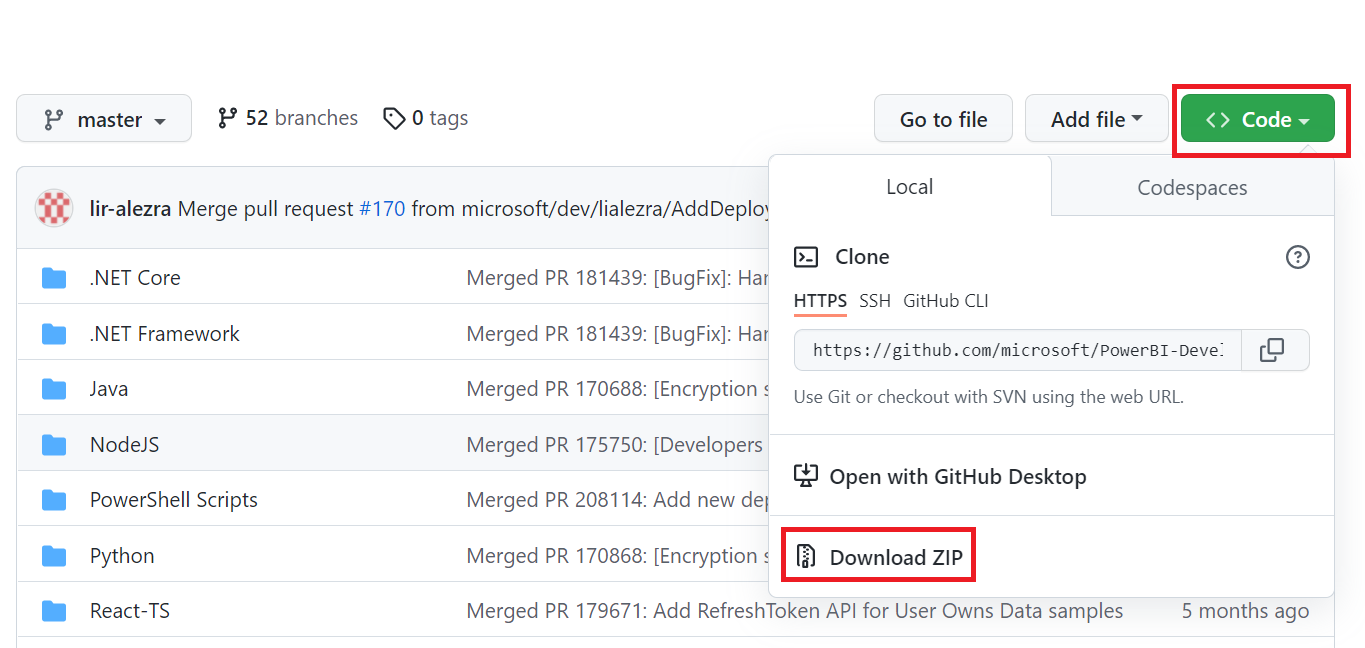 master 52 branches 0 tags Go to file Add file <> Code
lir-alezra Merge pull request #170 from microsoft/dev/lialezra/AddDeploy
Local Codespaces
Clone
HTTPS SSH GitHub CLI
https://github.com/microsoft/PowerBI-Devel
Use Git or checkout with SVN using the web URL.
Open with GitHub Desktop
Download ZIP
.NET Core Merged PR 181439: [BugFix]: Har
.NET Framework Merged PR 181439: [BugFix]: Har
Java Merged PR 170688: [Encryption s
NodeJS Merged PR 175750: [Developers
PowerShell Scripts Merged PR 208114: Add new dep
Python Merged PR 170868: [Encryption s
React-TS Merged PR 179671: Add RefreshToken API for User Owns Data samples 5 months ago